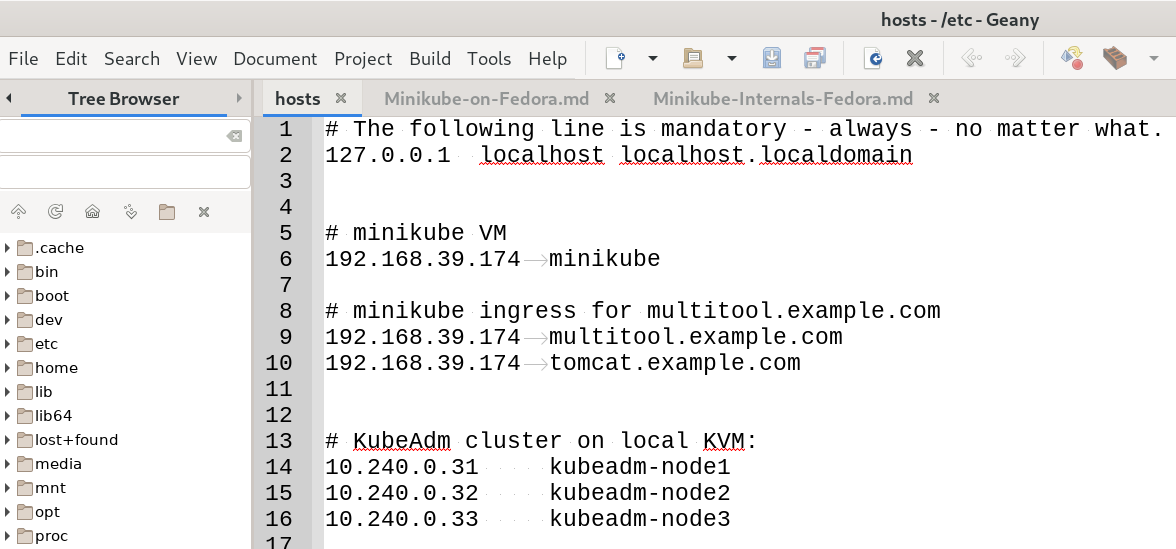 hosts - /etc - Geany
File Edit Search View Document Project Build Tools Help
Tree Browser
hosts Minikube-on-Fedora.md Minikube-Internals-Fedora.md
.cache
bin
boot
dev
etc
home
lib
lib64
lost+found
media
mnt
opt
proc
1 # The following line is mandatory - always - no matter what.
2 127.0.0.1 localhost localhost.localdomain
3
4
5 # minikube VM
6 192.168.39.174 minikube
7
8 # minikube ingress for multitool.example.com
9 192.168.39.174 multitool.example.com
10 192.168.39.174 tomcat.example.com
11
12
13 # KubeAdm cluster on local KVM:
14 10.240.0.31 kubeadm-node1
15 10.240.0.32 kubeadm-node2
16 10.240.0.33 kubeadm-node3
17